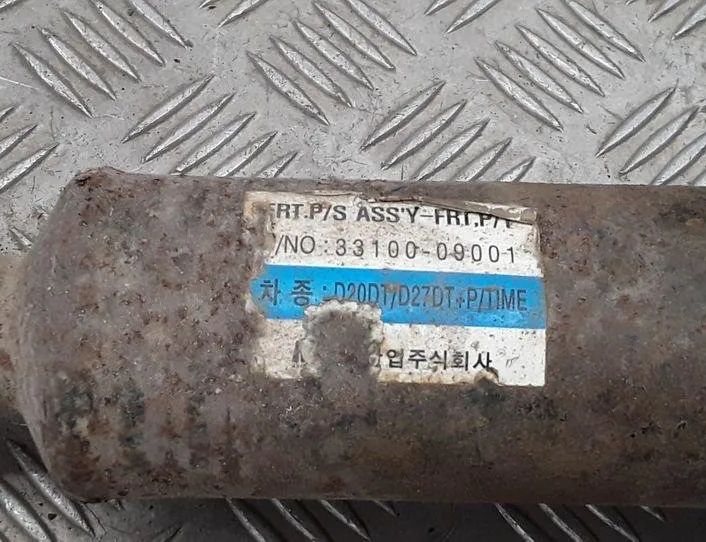 FRT.P/S ASS'Y-FRT,P/
/NO : 33100-09001
차 종 : D20DT/D27DT+P/TIME
업주식회사